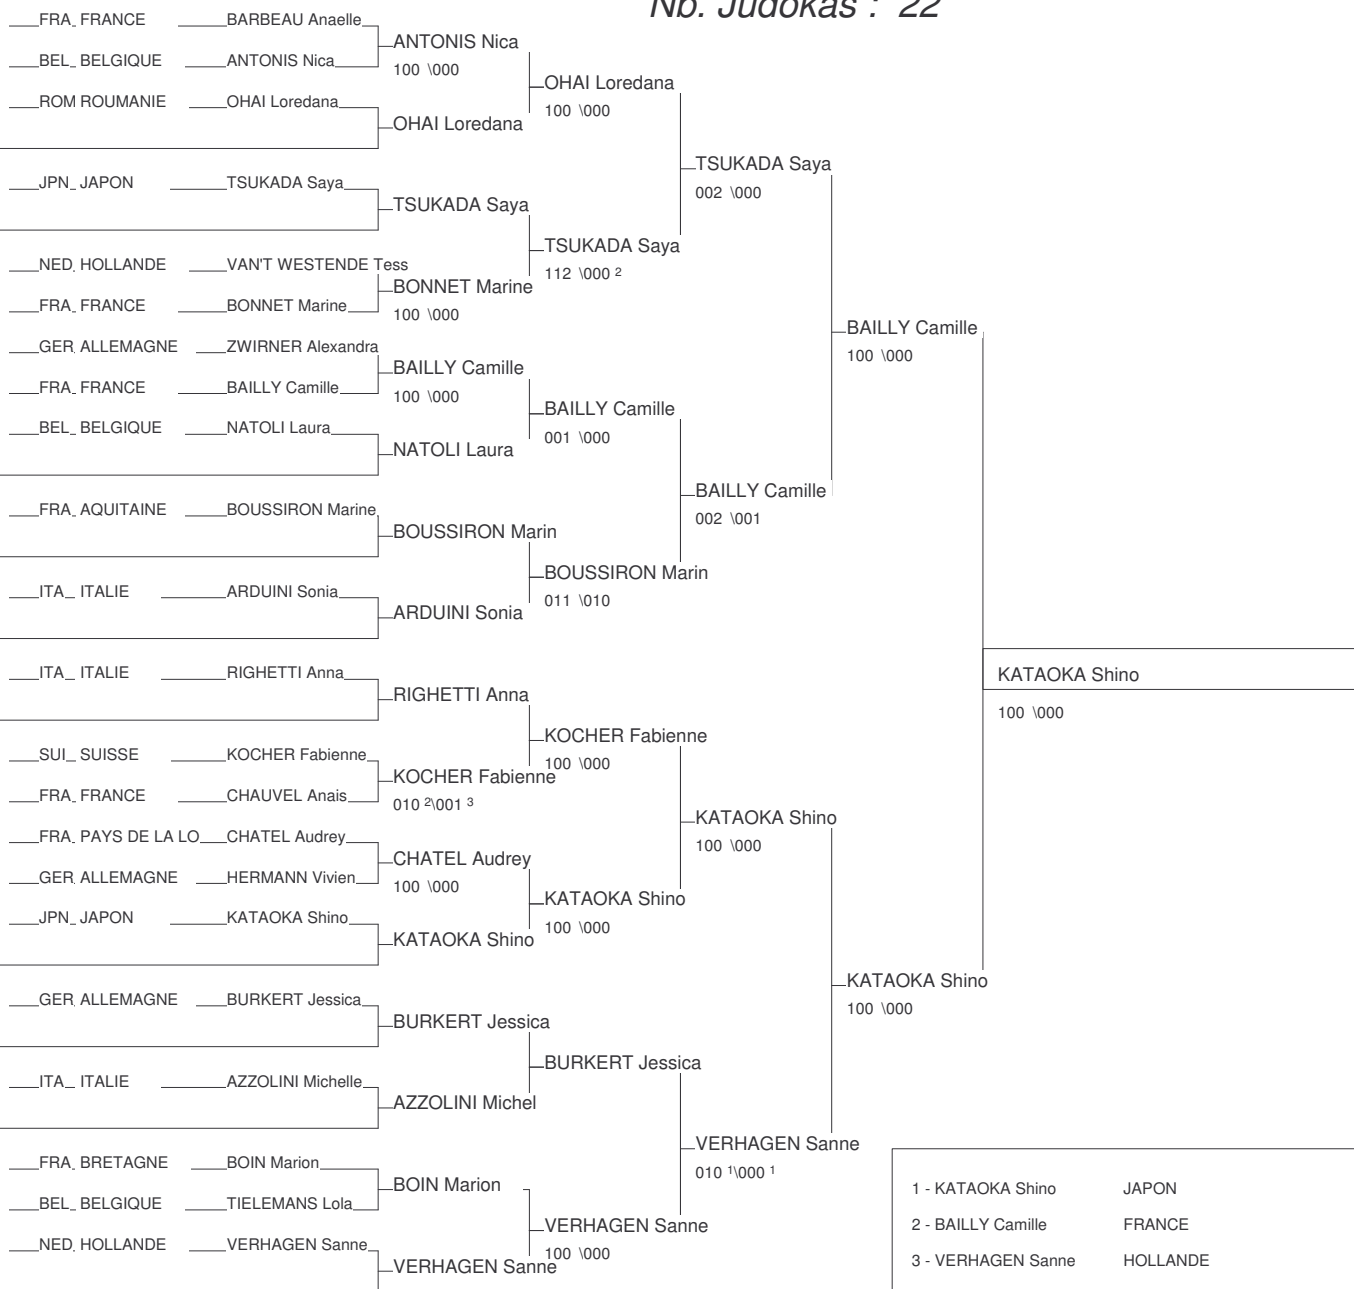 Nb. Judokas : 22
FRA FRANCE BARBEAU Anaelle
ANTONIS Nica
BEL BELGIQUE ANTONIS Nica
100 \000
OHAI Loredana
ROM ROUMANIE OHAI Loredana
100 \000
OHAI Loredana
TSUKADA Saya
JPN JAPON TSUKADA Saya
002 \000
TSUKADA Saya
TSUKADA Saya
NED HOLLANDE VAN'T WESTENDE Tess
112 \000 2
BONNET Marine
FRA FRANCE BONNET Marine
100 \000
BAILLY Camille
GER ALLEMAGNE ZWIRNER Alexandra
100 \000
BAILLY Camille
FRA FRANCE BAILLY Camille
100 \000
BAILLY Camille
BEL BELGIQUE NATOLI Laura
001 \000
NATOLI Laura
BAILLY Camille
FRA AQUITAINE BOUSSIRON Marine
002 \001
BOUSSIRON Marin
BOUSSIRON Marin
ITA ITALIE ARDUINI Sonia
011 \010
ARDUINI Sonia
ITA ITALIE RIGHETTI Anna
KATAOKA Shino
RIGHETTI Anna
100 \000
KOCHER Fabienne
SUI SUISSE KOCHER Fabienne
100 \000
KOCHER Fabienne
FRA FRANCE CHAUVEL Anais
010 2\001 3
KATAOKA Shino
FRA PAYS DE LA LO CHATEL Audrey
100 \000
CHATEL Audrey
GER ALLEMAGNE HERMANN Vivien
100 \000
KATAOKA Shino
JPN JAPON KATAOKA Shino
100 \000
KATAOKA Shino
KATAOKA Shino
GER ALLEMAGNE BURKERT Jessica
100 \000
BURKERT Jessica
BURKERT Jessica
ITA ITALIE AZZOLINI Michelle
AZZOLINI Michel
VERHAGEN Sanne
FRA BRETAGNE BOIN Marion
010 1\000 1
BOIN Marion
1 - KATAOKA Shino JAPON
BEL BELGIQUE TIELEMANS Lola
VERHAGEN Sanne
2 - BAILLY Camille FRANCE
NED HOLLANDE VERHAGEN Sanne
100 \000
3 - VERHAGEN Sanne HOLLANDE
VERHAGEN Sanne